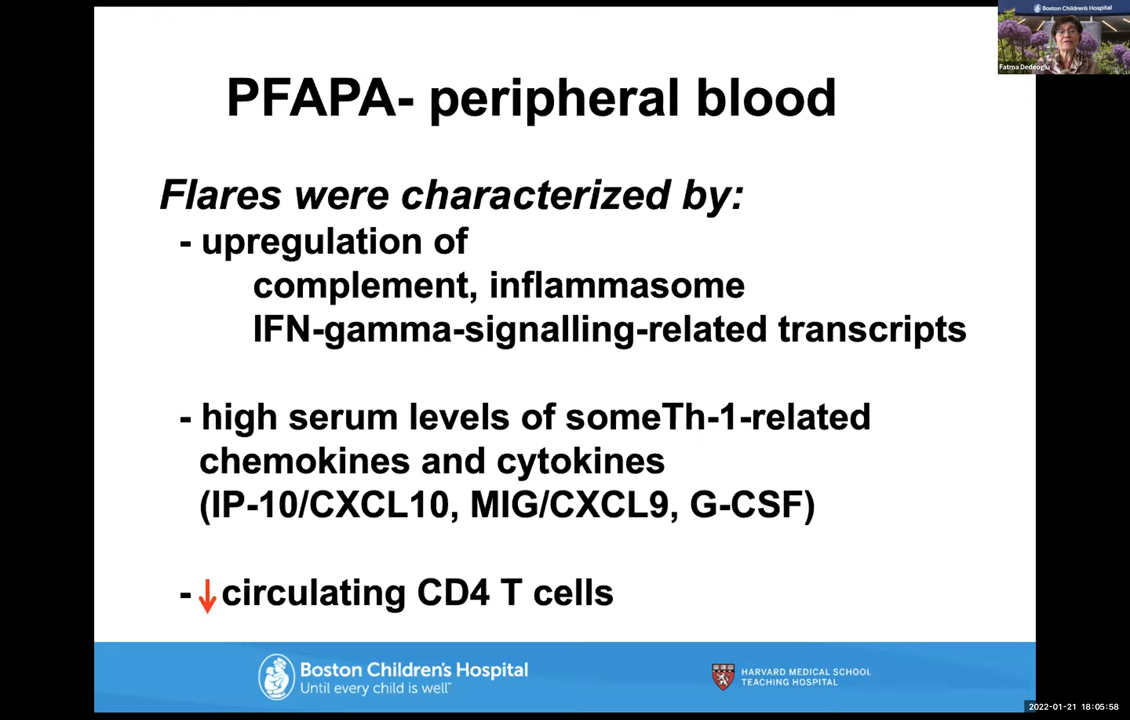 Boston Children's Hospital
Fatma Dedeoglu
PFAPA- peripheral blood
Flares were characterized by:
- upregulation of
complement, inflammasome
IFN-gamma-signalling-related transcripts
- high serum levels of someTh-1-related
chemokines and cytokines
(IP-10/CXCL10, MIG/CXCL9, G-CSF)
-↓circulating CD4 T cells
Boston Children's Hospital
Until every child is well™
HARVARD MEDICAL SCHOOL
TEACHING HOSPITAL
2022-01-21 18:05:58